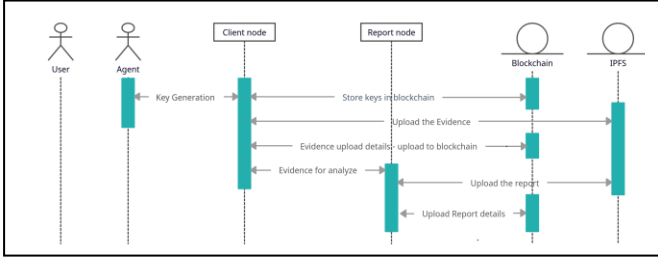 Client node
Report node
User
Agent
Blockchain
IPFS
Key Generation
Store keys in blockchain
Upload the Evidence
Evidence upload details - upload to blockchain
Evidence for analyze
Upload the report
Upload Report details